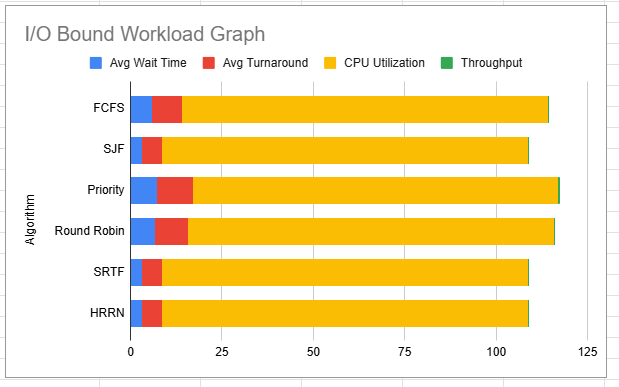 I/O Bound Workload Graph
Avg Wait Time Avg Turnaround CPU Utilization Throughput
Algorithm
FCFS
SJF
Priority
Round Robin
SRTF
HRRN
0 25 50 75 100 125